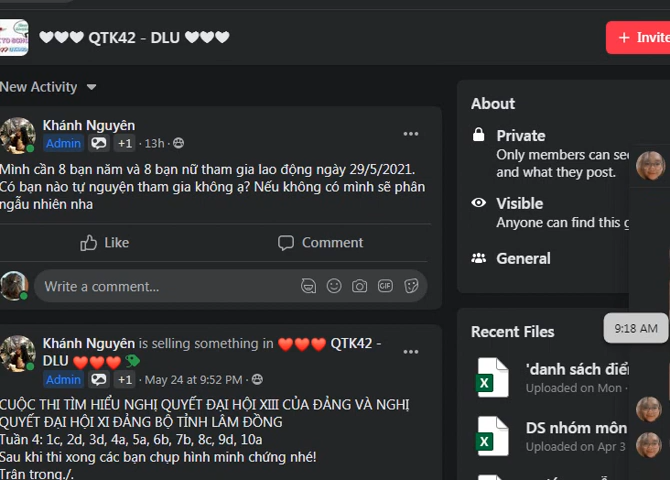 QTK42 - DLU
Invite
New Activity
Khánh Nguyên
Admin +1 · 13h ·
Mình cần 8 bạn năm và 8 bạn nữ tham gia lao động ngày 29/5/2021.
Có bạn nào tự nguyện tham gia không ạ? Nếu không có mình sẽ phân
ngẫu nhiên nha
Like
Comment
Write a comment...
GIF
Khánh Nguyên is selling something in ❤❤❤ QTK42 -
DLU ❤❤❤
Admin +1 · May 24 at 9:52 PM ·
CUỘC THI TÌM HIỂU NGHỊ QUYẾT ĐẠI HỘI XIII CỦA ĐẢNG VÀ NGHỊ
QUYẾT ĐẠI HỘI XI ĐẢNG BỘ TỈNH LÂM ĐỒNG
Tuần 4: 1c, 2d, 3d, 4a, 5a, 6b, 7b, 8c, 9d, 10a
Sau khi thi xong các bạn chụp hình minh chứng nhé!
Trân trọng./.
About
Private
Only members can see
and what they post.
Visible
Anyone can find this g
General
9:18 AM
Recent Files
X
'danh sách điểm
Uploaded on Mon ·
X
DS nhóm môn
Uploaded on Apr 3